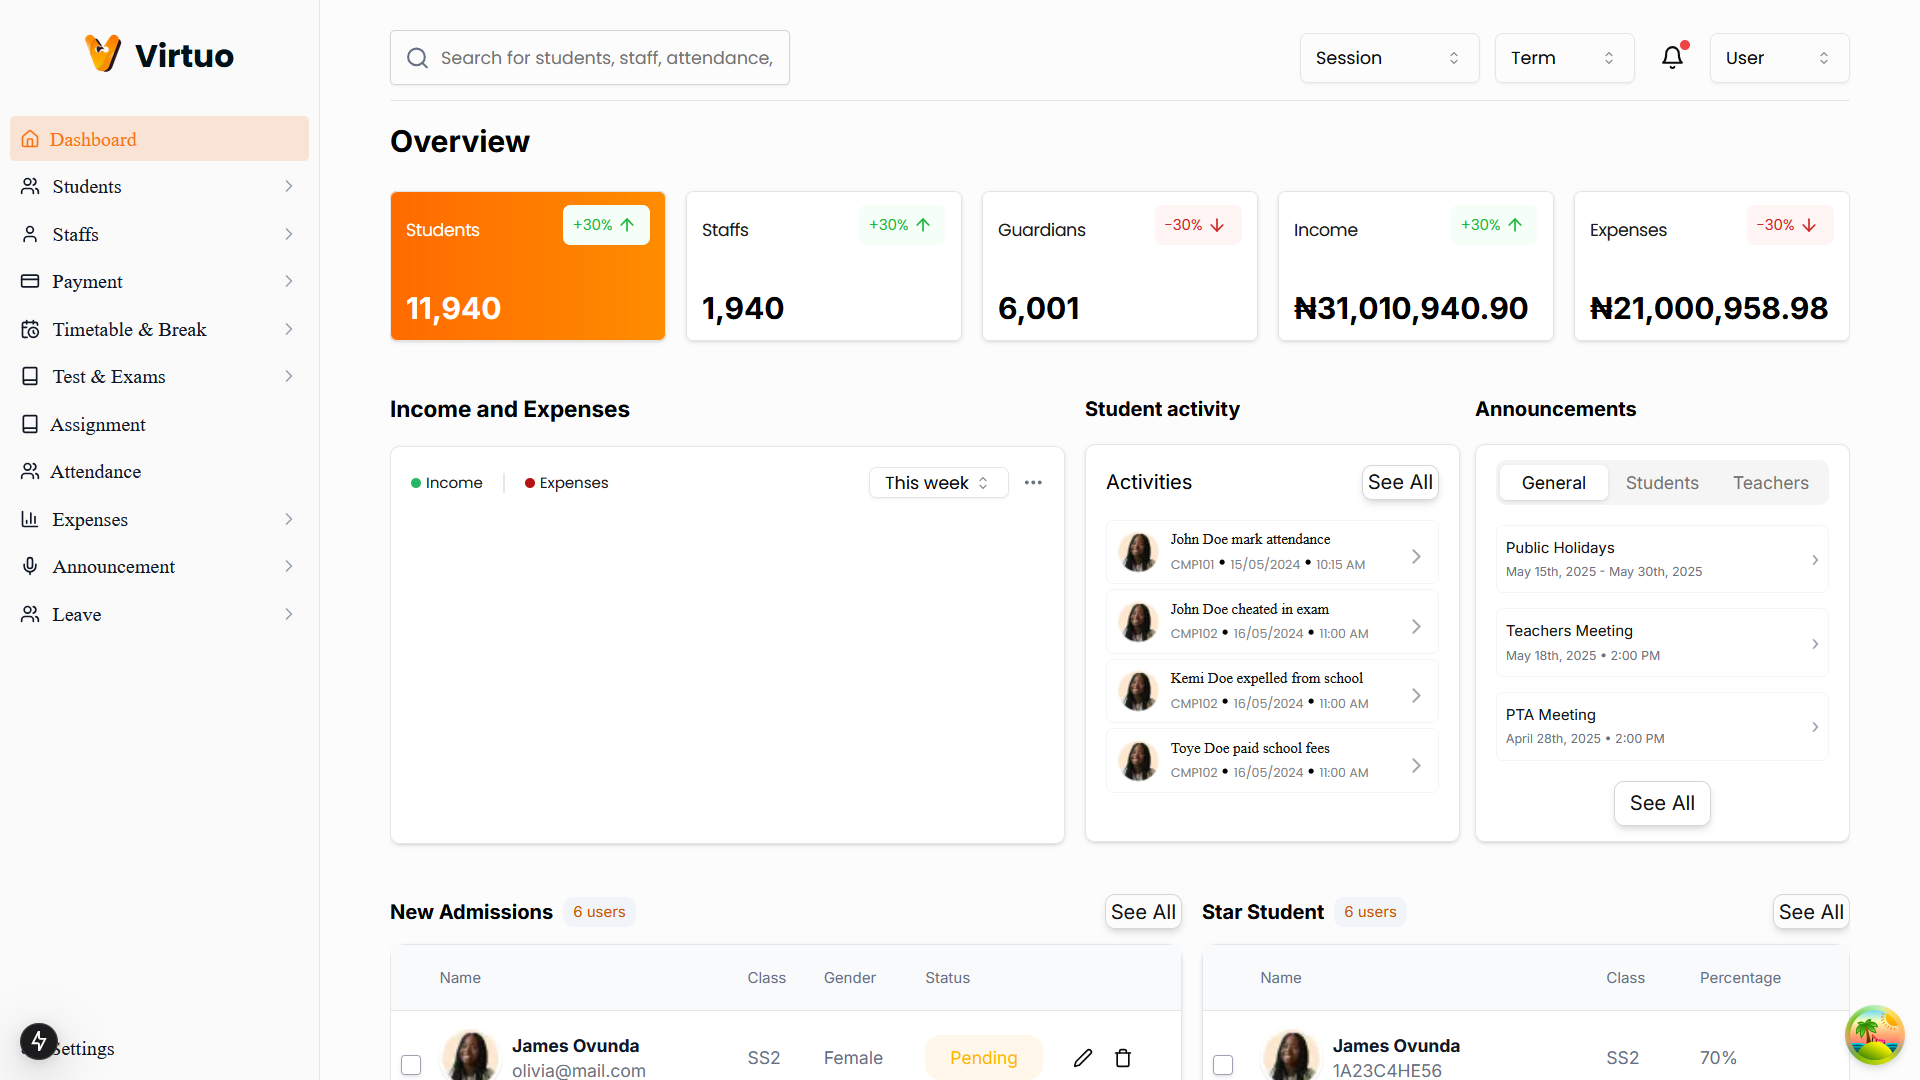 Virtuo
Search for students, staff, attendance,
Session
Term
User
Dashboard
Students
Staffs
Payment
Timetable & Break
Test & Exams
Assignment
Attendance
Expenses
Announcement
Leave
Settings
Overview
Students +30%
11,940
Staffs +30%
1,940
Guardians -30%
6,001
Income +30%
₦31,010,940.90
Expenses -30%
₦21,000,958.98
Income and Expenses
Income Expenses This week
Student activity
Activities See All
John Doe mark attendance
CMP101 • 15/05/2024 • 10:15 AM
John Doe cheated in exam
CMP102 • 16/05/2024 • 11:00 AM
Kemi Doe expelled from school
CMP102 • 16/05/2024 • 11:00 AM
Toye Doe paid school fees
CMP102 • 16/05/2024 • 11:00 AM
Announcements
General Students Teachers
Public Holidays
May 15th, 2025 - May 30th, 2025
Teachers Meeting
May 18th, 2025 • 2:00 PM
PTA Meeting
April 28th, 2025 • 2:00 PM
See All
New Admissions 6 users See All
Name Class Gender Status
James Ovunda
olivia@mail.com
SS2 Female Pending
Star Student 6 users See All
Name Class Percentage
James Ovunda
1A23C4HE56
SS2 70%